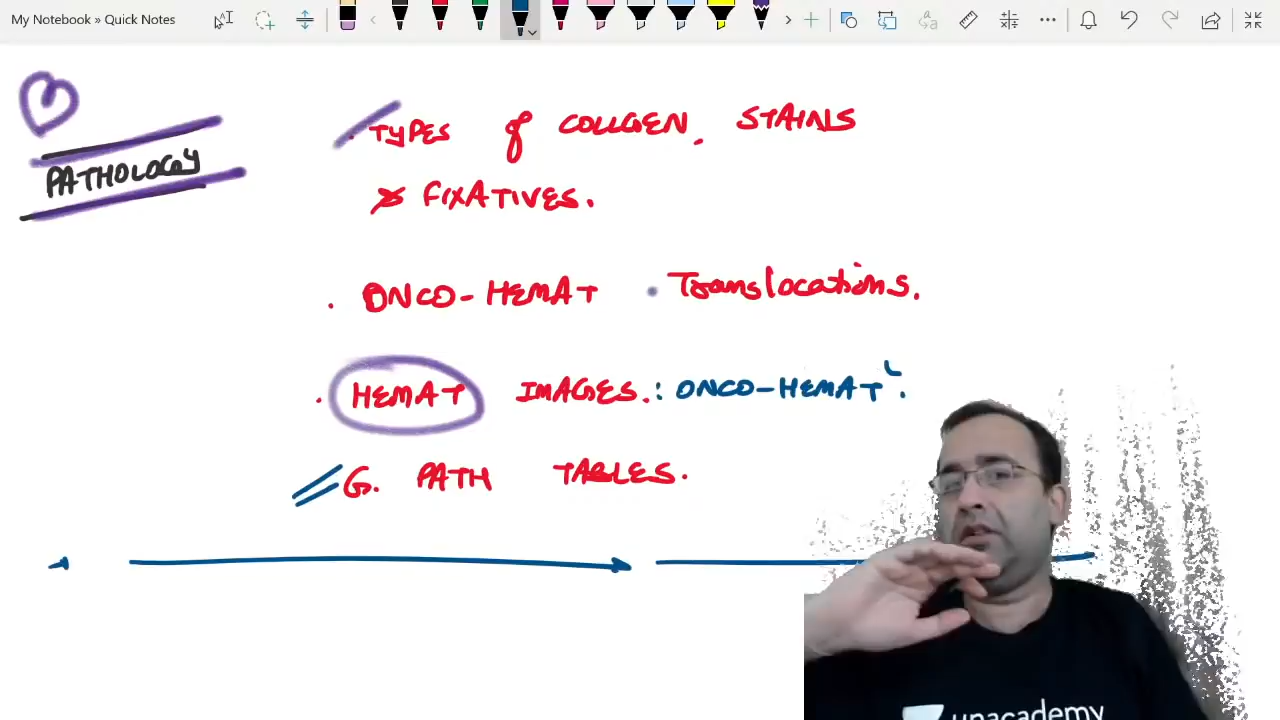 My Notebook » Quick Notes
PATHOLOGY
. TYPES of COLLGEN. STAINS
& FIXATIVES.
. ONCO-HEMAT . Translocations.
. HEMAT IMAGES. : ONCO-HEMAT.
G. PATH TABLES.
unacademy